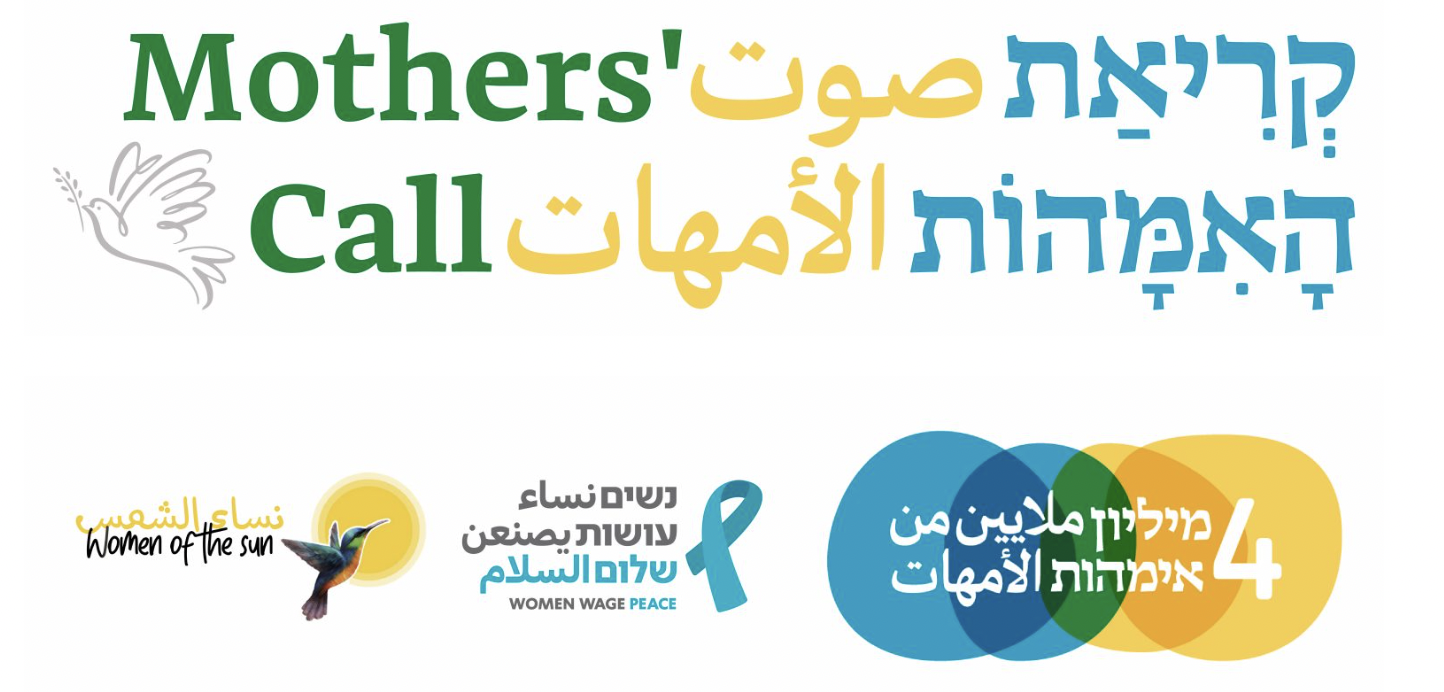 קְרִיאַת صوت Mothers'
הָאִמָּהוֹת الأمهات Call
نساء الشمس
Women of the sun
נשים نساء
עושות يصنعن
שלום السلام
WOMEN WAGE PEACE
4 מיליון ملايين من
אימהות الأمهات